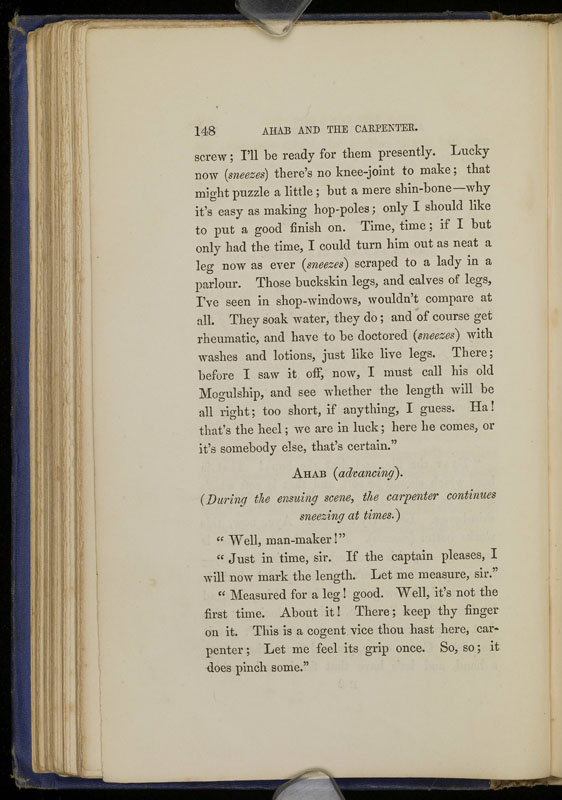 148 AHAB AND THE CARPENTER.
screw; I'll be ready for them presently. Lucky
now (sneezes) there's no knee-joint to make; that
might puzzle a little; but a mere shin-bone—why
it's easy as making hop-poles; only I should like
to put a good finish on. Time, time; if I but
only had the time, I could turn him out as neat a
leg now as ever (sneezes) scraped to a lady in a
parlour. Those buckskin legs, and calves of legs,
I've seen in shop-windows, wouldn't compare at
all. They soak water, they do; and of course get
rheumatic, and have to be doctored (sneezes) with
washes and lotions, just like live legs. There;
before I saw it off, now, I must call his old
Mogulship, and see whether the length will be
all right; too short, if anything, I guess. Ha!
that's the heel; we are in luck; here he comes, or
it's somebody else, that's certain."
AHAB (advancing).
(During the ensuing scene, the carpenter continues
sneezing at times.)
"Well, man-maker!"
"Just in time, sir. If the captain pleases, I
will now mark the length. Let me measure, sir."
"Measured for a leg! good. Well, it's not the
first time. About it! There; keep thy finger
on it. This is a cogent vice thou hast here, car-
penter; Let me feel its grip once. So, so; it
does pinch some."